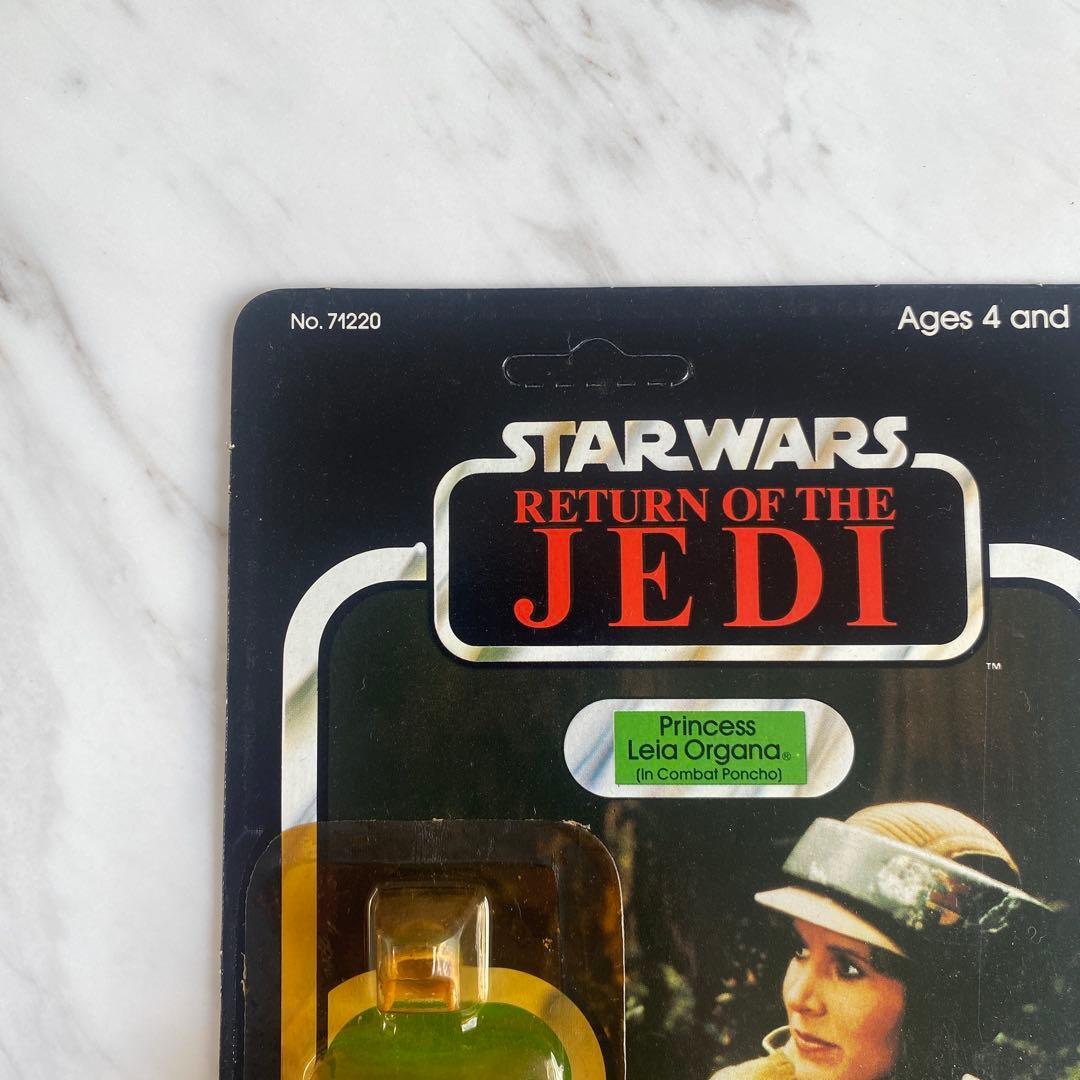 No. 71220
Ages 4 and
STAR WARS
RETURN OF THE
JEDI
TM
Princess
Leia Organa®
(In Combat Poncho)